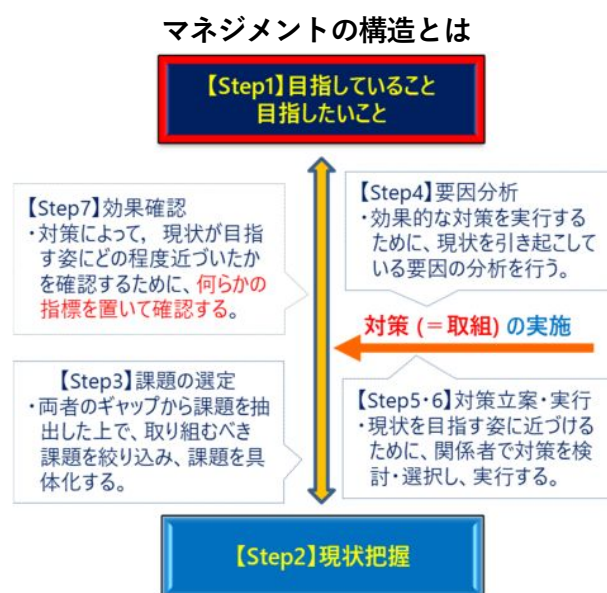 マネジメントの構造とは
【Step1】目指していること
目指したいこと
【Step7】効果確認
・対策によって， 現状が目指
す姿にどの程度近づいたか
を確認するために、何らかの
指標を置いて確認する。
【Step4】要因分析
・効果的な対策を実行する
ために、現状を引き起こして
いる要因の分析を行う。
対策 (＝取組) の実施
【Step3】課題の選定
・両者のギャップから課題を抽
出した上で、取り組むべき
課題を絞り込み、課題を具
体化する。
【Step5・6】対策立案・実行
・現状を目指す姿に近づける
ために、関係者で対策を検
討・選択し、実行する。
【Step2】現状把握